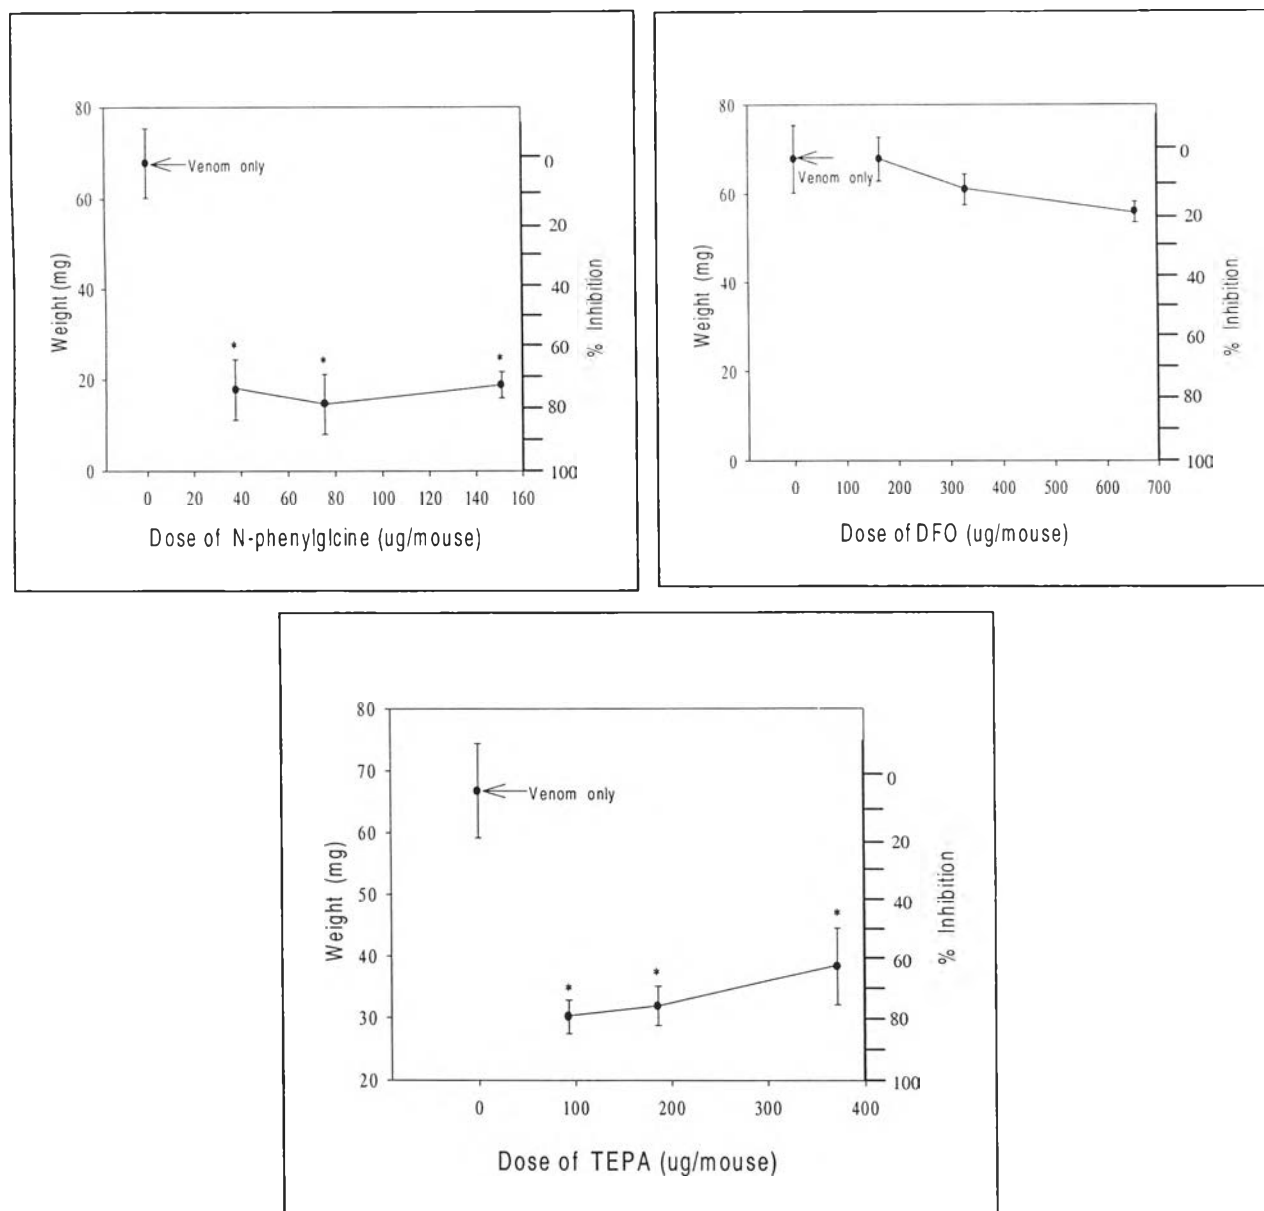 80
60
40
20
0
Weight (mg)
Venom only
*
*
*
0
20
40
60
80
100
% Inhibition
0 20 40 60 80 100 120 140 160
Dose of N-phenylglcine (ug/mouse)
80
60
40
20
0
Weight (mg)
Venom only
0
20
40
60
80
100
% Inhibition
0 100 200 300 400 500 600 700
Dose of DFO (ug/mouse)
80
70
60
50
40
30
20
Weight (mg)
Venom only
*
*
*
0
20
40
60
80
100
% Inhibition
0 100 200 300 400
Dose of TEPA (ug/mouse)